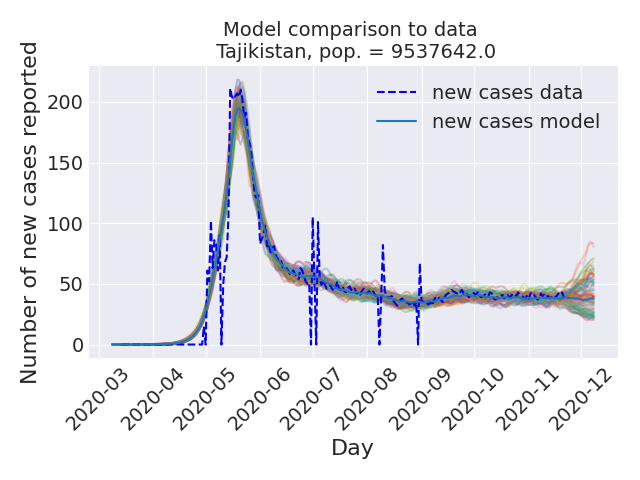 Model comparison to data
Tajikistan, pop. = 9537642.0
Number of new cases reported
200
150
100
50
0
new cases data
new cases model
2020-03
2020-04
2020-05
2020-06
2020-07
2020-08
2020-09
2020-10
2020-11
2020-12
Day